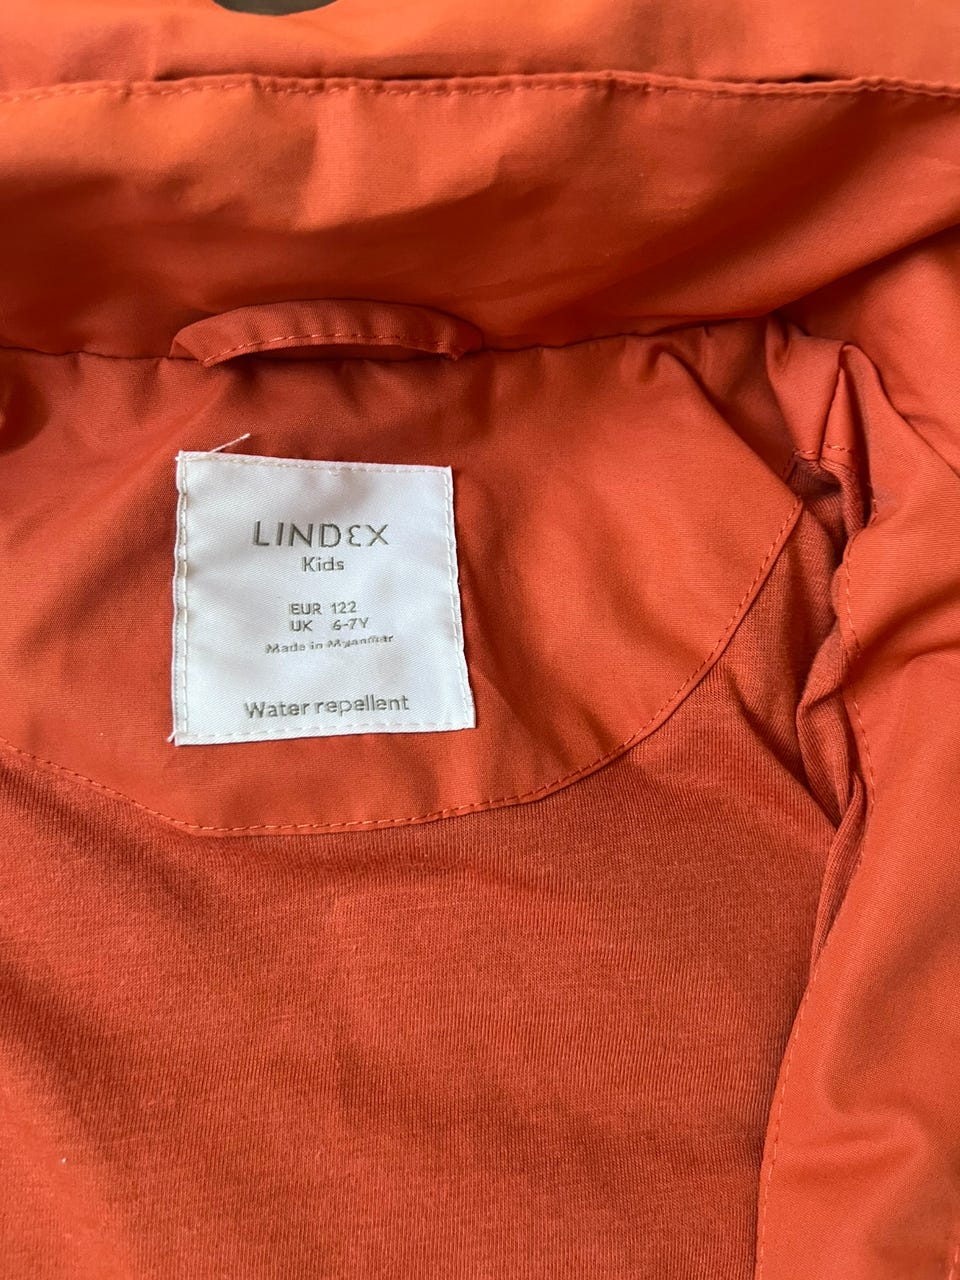 LINDEX
Kids
EUR 122
UK 6-7Y
Made in Myanmar
Water repellent